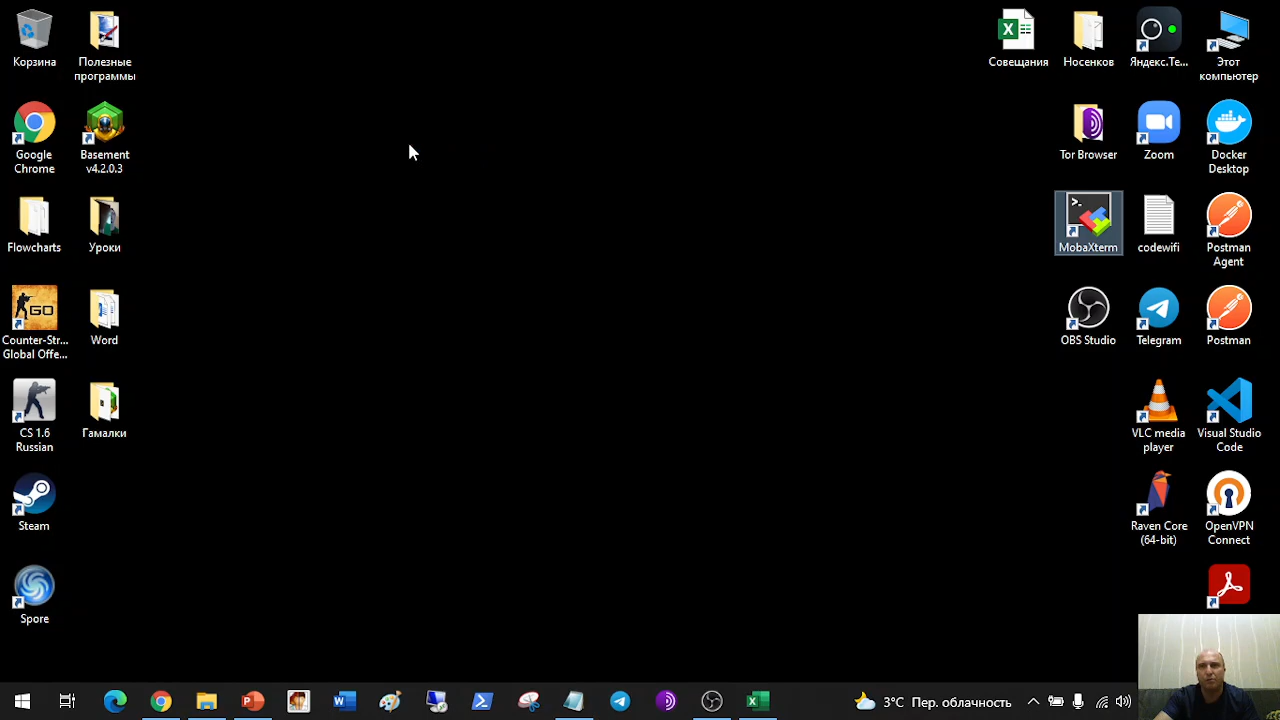 Корзина
Полезные
программы
Совещания
Носенков
Яндекс.Те...
Этот
компьютер
Google
Chrome
Basement
v4.2.0.3
Tor Browser
Zoom
Docker
Desktop
Flowcharts
Уроки
MobaXterm
codewifi
Postman
Agent
GO
Counter-Str...
Global Offe...
Word
OBS Studio
Telegram
Postman
CS 1.6
Russian
Гамалки
VLC media
player
Visual Studio
Code
Steam
Raven Core
(64-bit)
OpenVPN
Connect
Spore
3°C Пер. облачность